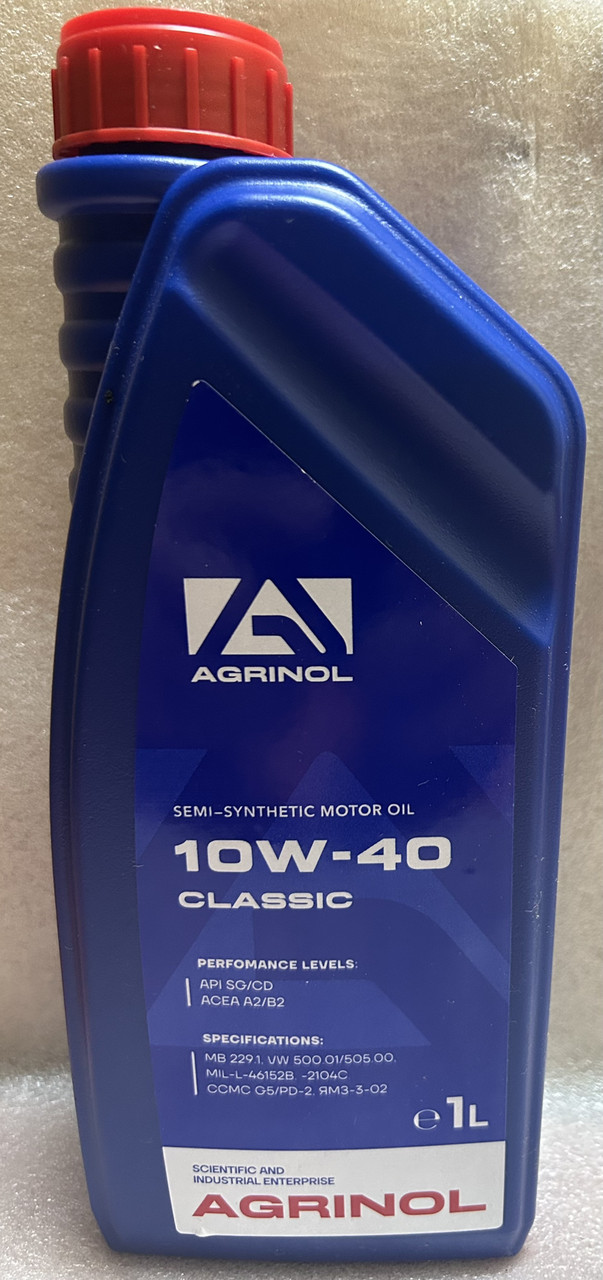 AGRINOL
SEMI-SYNTHETIC MOTOR OIL
10W-40
CLASSIC
PERFOMANCE LEVELS:
API SG/CD
ACEA A2/B2
SPECIFICATIONS:
MB 229.1, VW 500.01/505.00,
MIL-L-46152B, -2104C
CCMC G5/PD-2, ЯМЗ-3-02
℮ 1L
SCIENTIFIC AND
INDUSTRIAL ENTERPRISE
AGRINOL